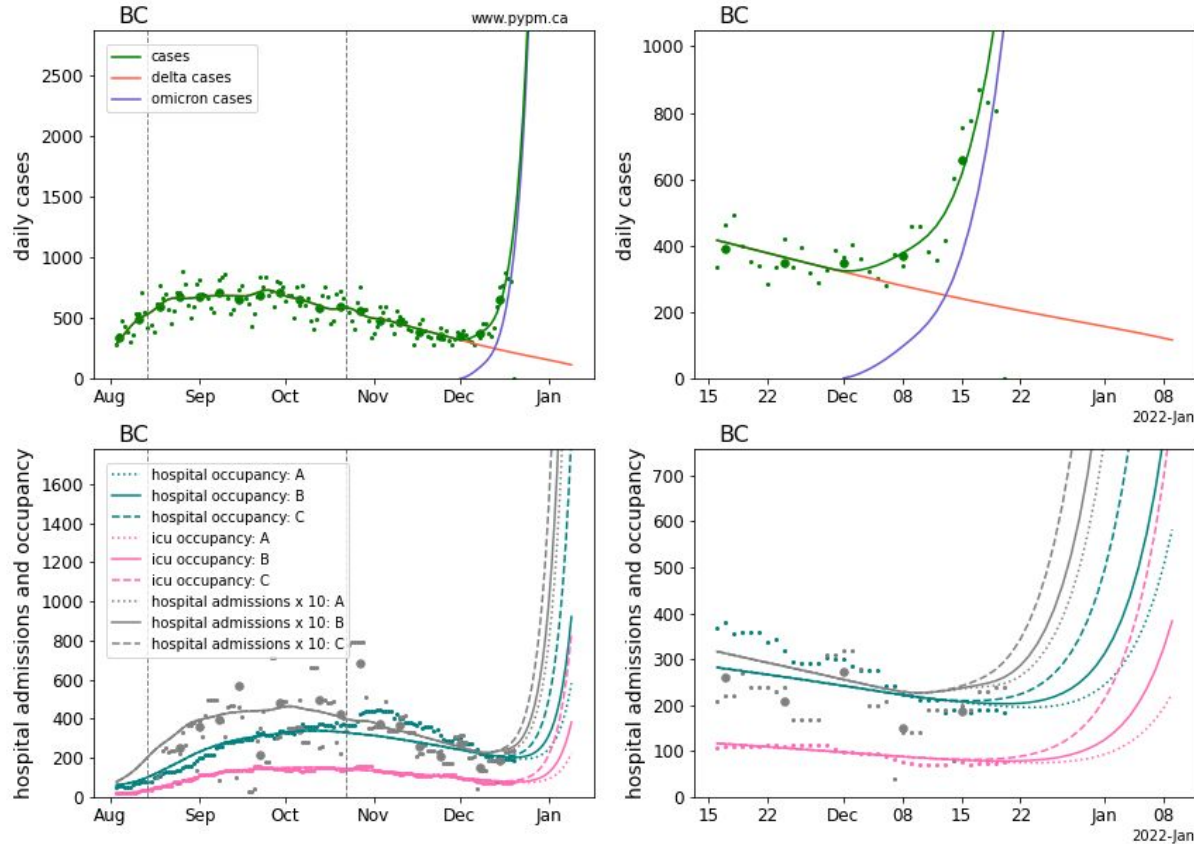 BC
www.pypm.ca
daily cases
2500
2000
1500
1000
500
0
cases
delta cases
omicron cases
Aug
Sep
Oct
Nov
Dec
Jan
BC
daily cases
1000
800
600
400
200
0
15
22
Dec
08
15
22
Jan
08
2022-Jan
BC
hospital admissions and occupancy
1600
1400
1200
1000
800
600
400
200
0
hospital occupancy: A
hospital occupancy: B
hospital occupancy: C
icu occupancy: A
icu occupancy: B
icu occupancy: C
hospital admissions x 10: A
hospital admissions x 10: B
hospital admissions x 10: C
Aug
Sep
Oct
Nov
Dec
Jan
BC
hospital admissions and occupancy
700
600
500
400
300
200
100
0
15
22
Dec
08
15
22
Jan
08
2022-Jan